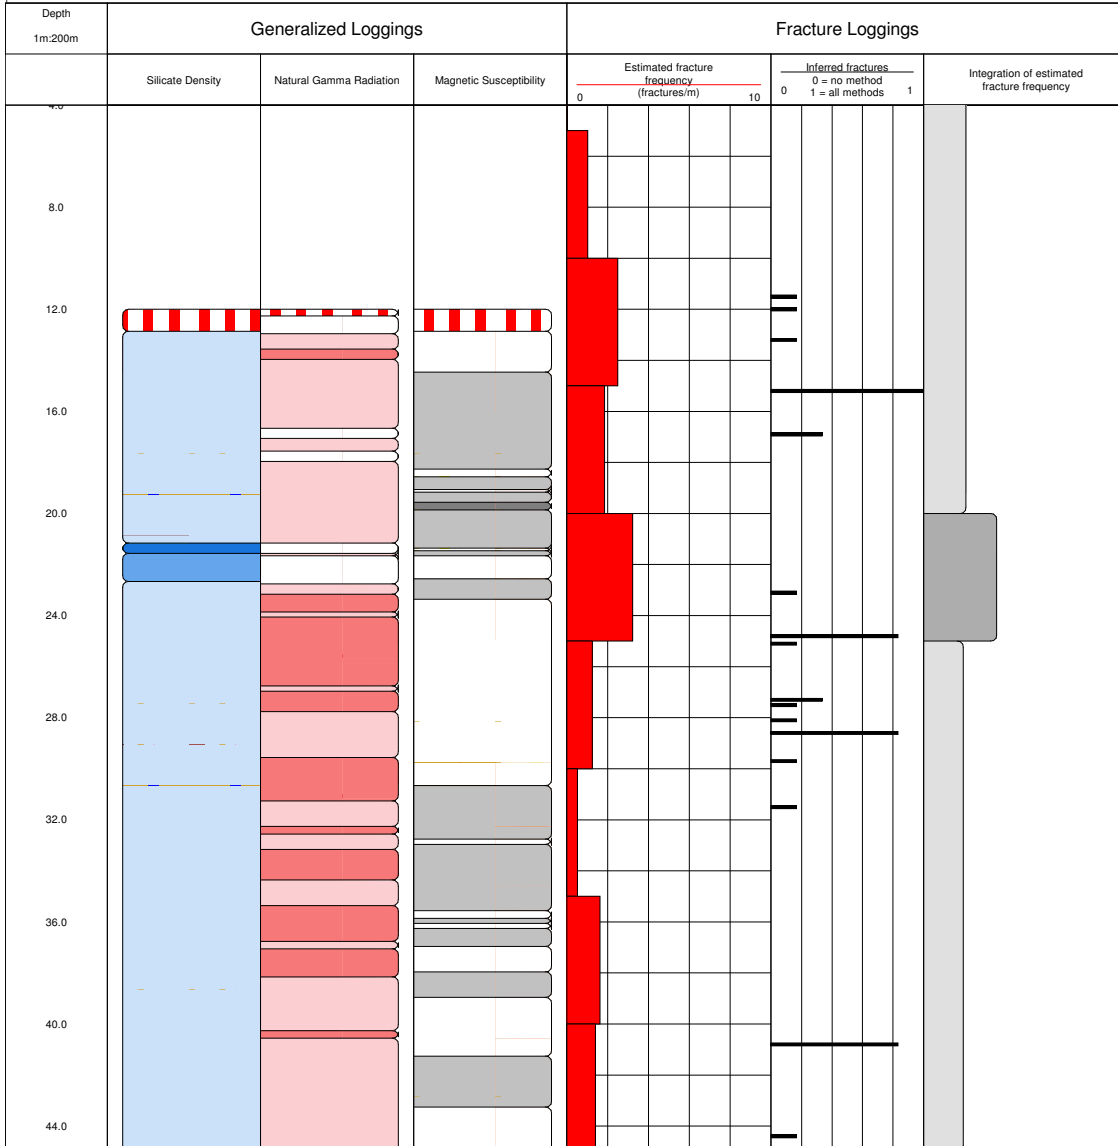 Depth
1m:200m
Generalized Loggings
Fracture Loggings
Silicate Density
Natural Gamma Radiation
Magnetic Susceptibility
Estimated fracture
frequency
(fractures/m)
0 10
Inferred fractures
0 = no method
1 = all methods
0 1
Integration of estimated
fracture frequency
4.0
8.0
12.0
16.0
20.0
24.0
28.0
32.0
36.0
40.0
44.0